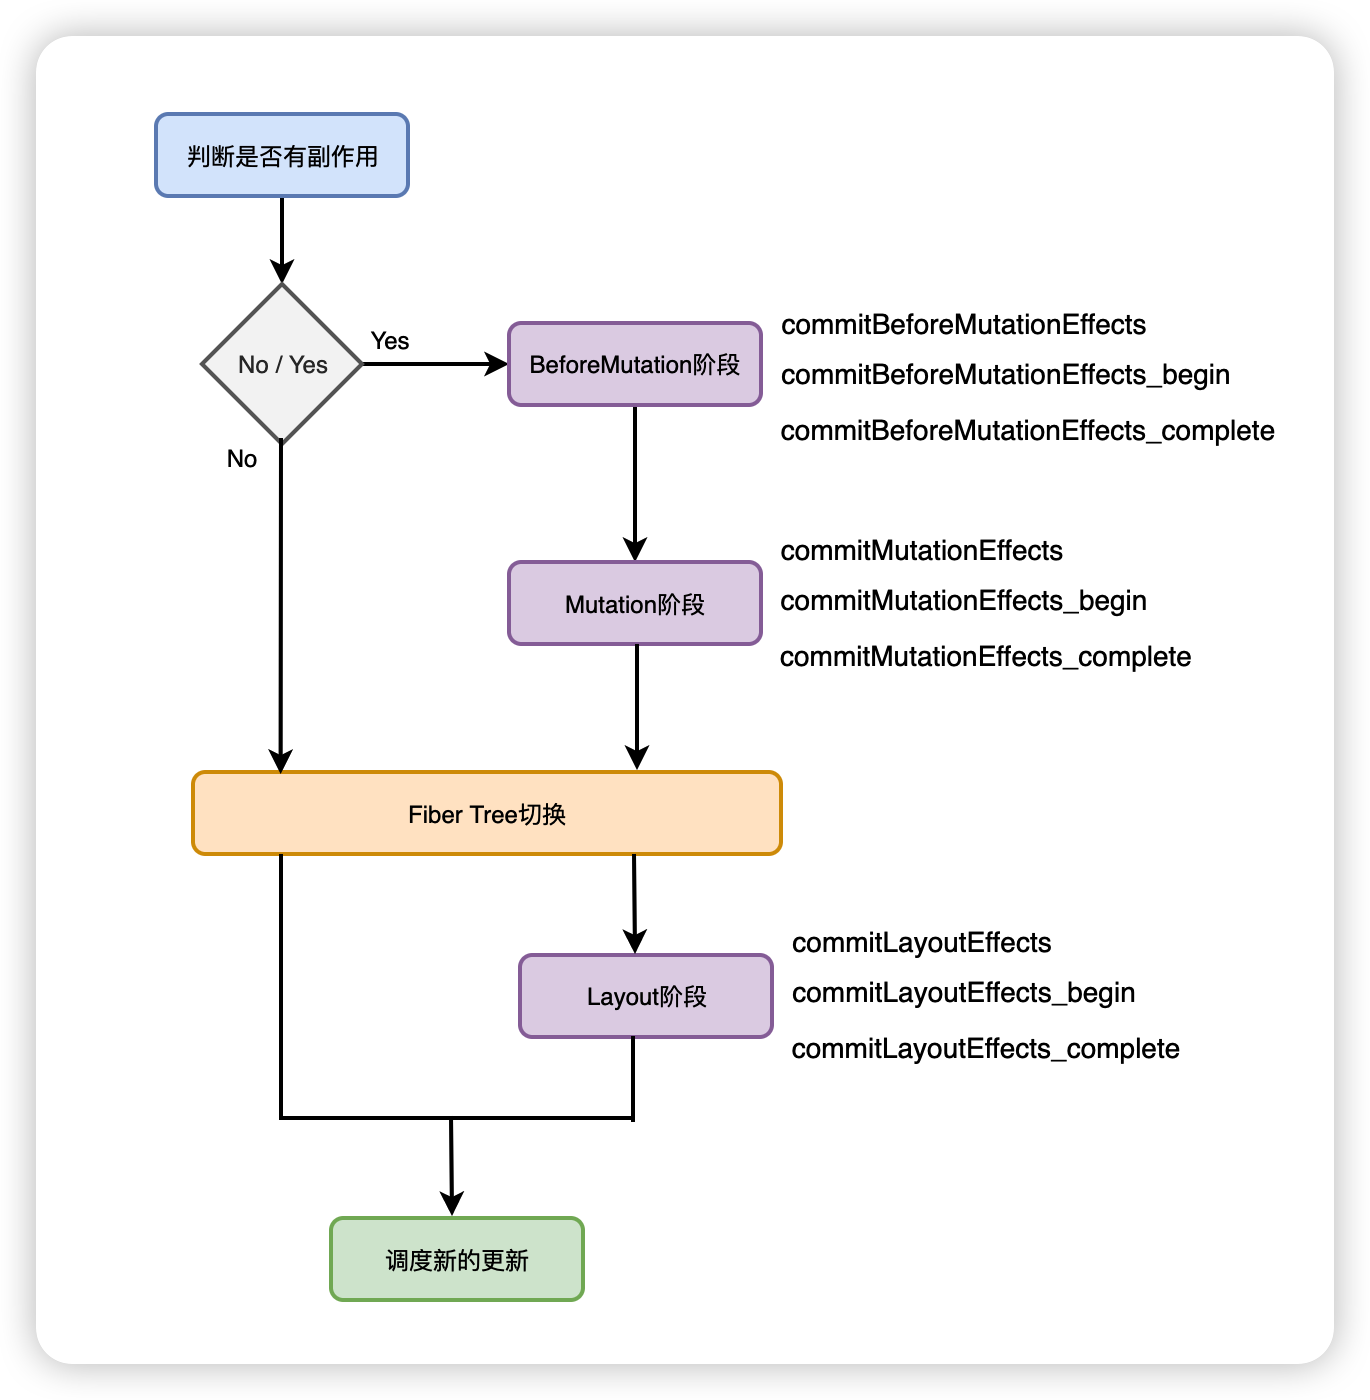 判断是否有副作用
No / Yes
Yes
No
BeforeMutation阶段
commitBeforeMutationEffects
commitBeforeMutationEffects_begin
commitBeforeMutationEffects_complete
Mutation阶段
commitMutationEffects
commitMutationEffects_begin
commitMutationEffects_complete
Fiber Tree切换
Layout阶段
commitLayoutEffects
commitLayoutEffects_begin
commitLayoutEffects_complete
调度新的更新